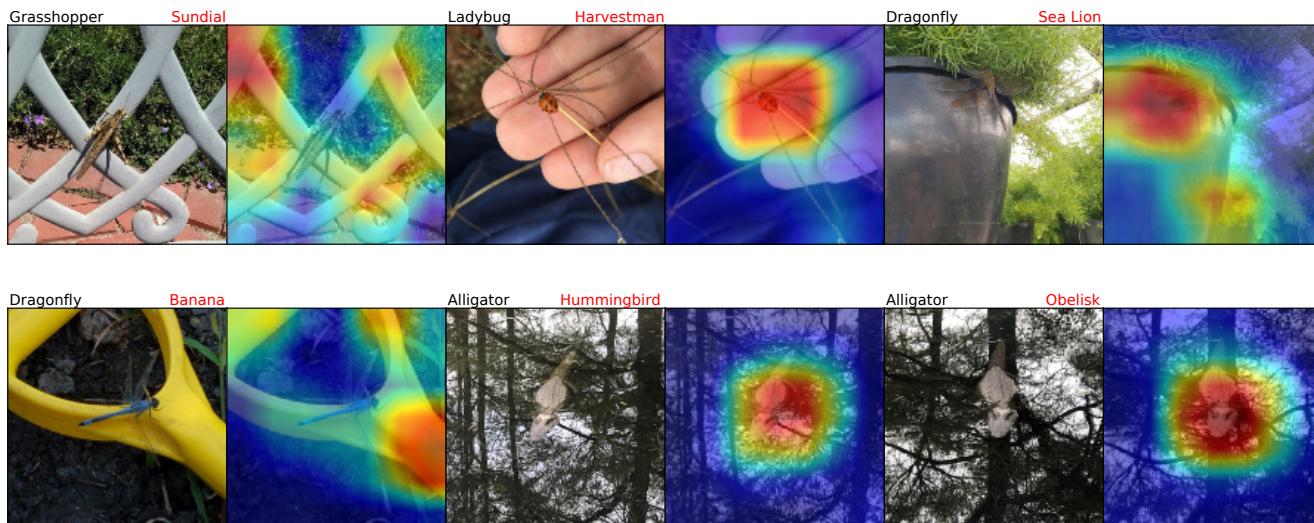 Grasshopper Sundial Ladybug Harvestman Dragonfly Sea Lion
Dragonfly Banana Alligator Hummingbird Alligator Obelisk